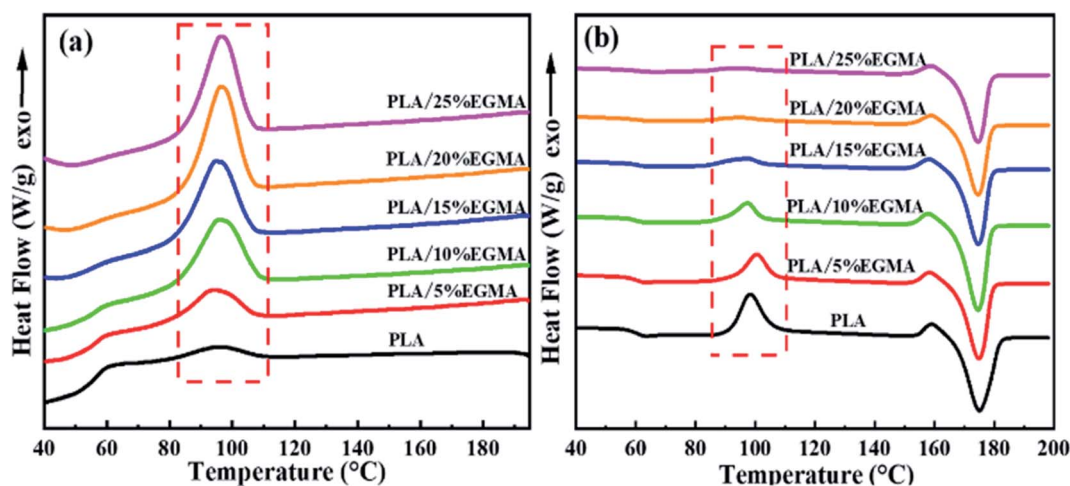 (a)
PLA/25%EGMA
PLA/20%EGMA
PLA/15%EGMA
PLA/10%EGMA
PLA/5%EGMA
PLA
Heat Flow (W/g) exo
40 60 80 100 120 140 160 180
Temperature (°C)
(b)
PLA/25%EGMA
PLA/20%EGMA
PLA/15%EGMA
PLA/10%EGMA
PLA/5%EGMA
PLA
Heat Flow (W/g) exo
40 60 80 100 120 140 160 180 200
Temperature (°C)